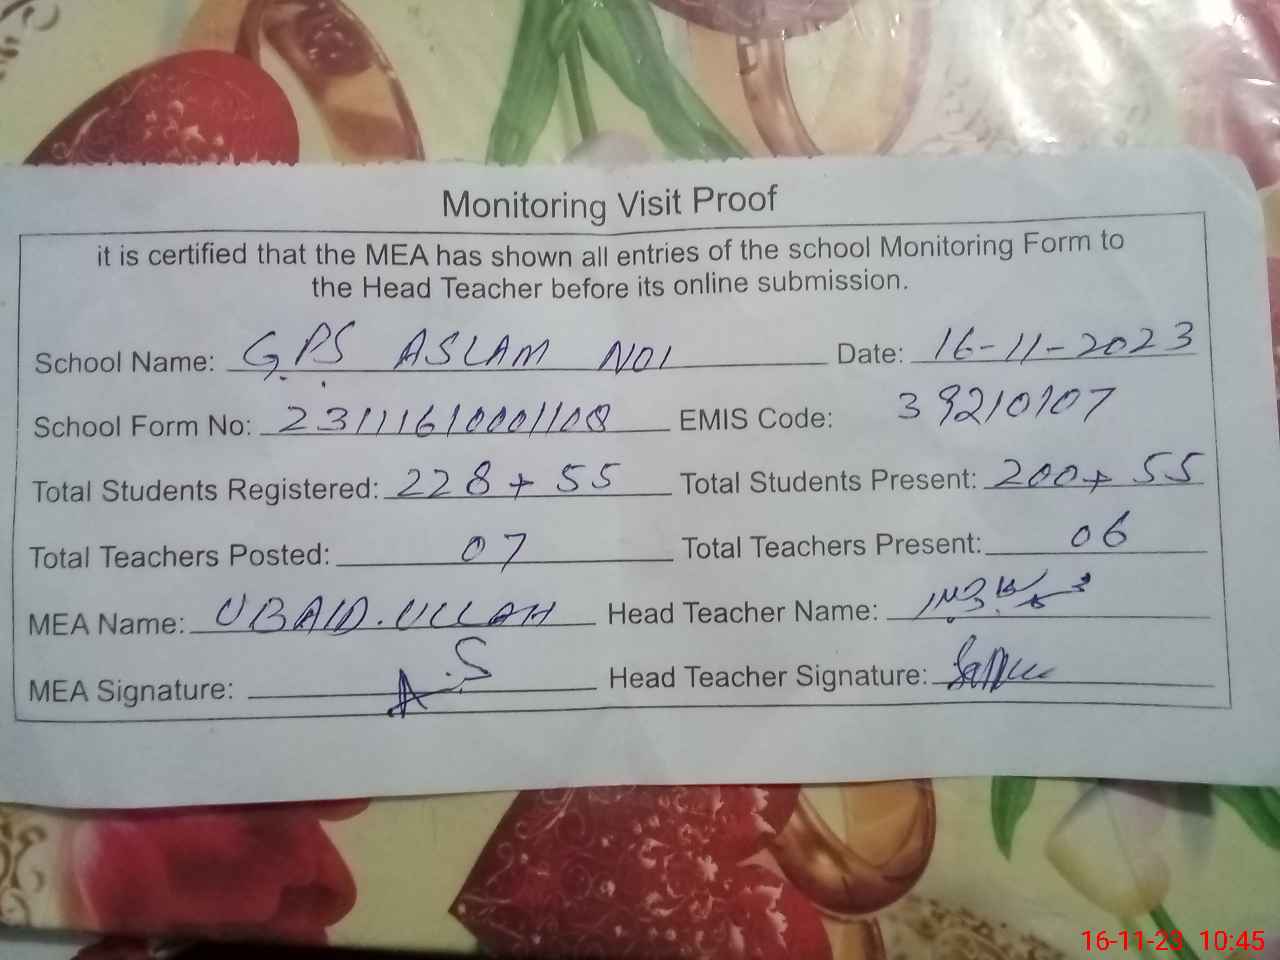 Monitoring Visit Proof
it is certified that the MEA has shown all entries of the school Monitoring Form to
the Head Teacher before its online submission.
School Name: GPS ASLAM NO1 Date: 16-11-2023
School Form No: 23111610001108 EMIS Code: 39210107
Total Students Registered: 228 + 55 Total Students Present: 200 + 55
Total Teachers Posted: 07 Total Teachers Present: 06
MEA Name: UBAID.ULLAH Head Teacher Name:
MEA Signature: Head Teacher Signature:
16-11-23 10:45